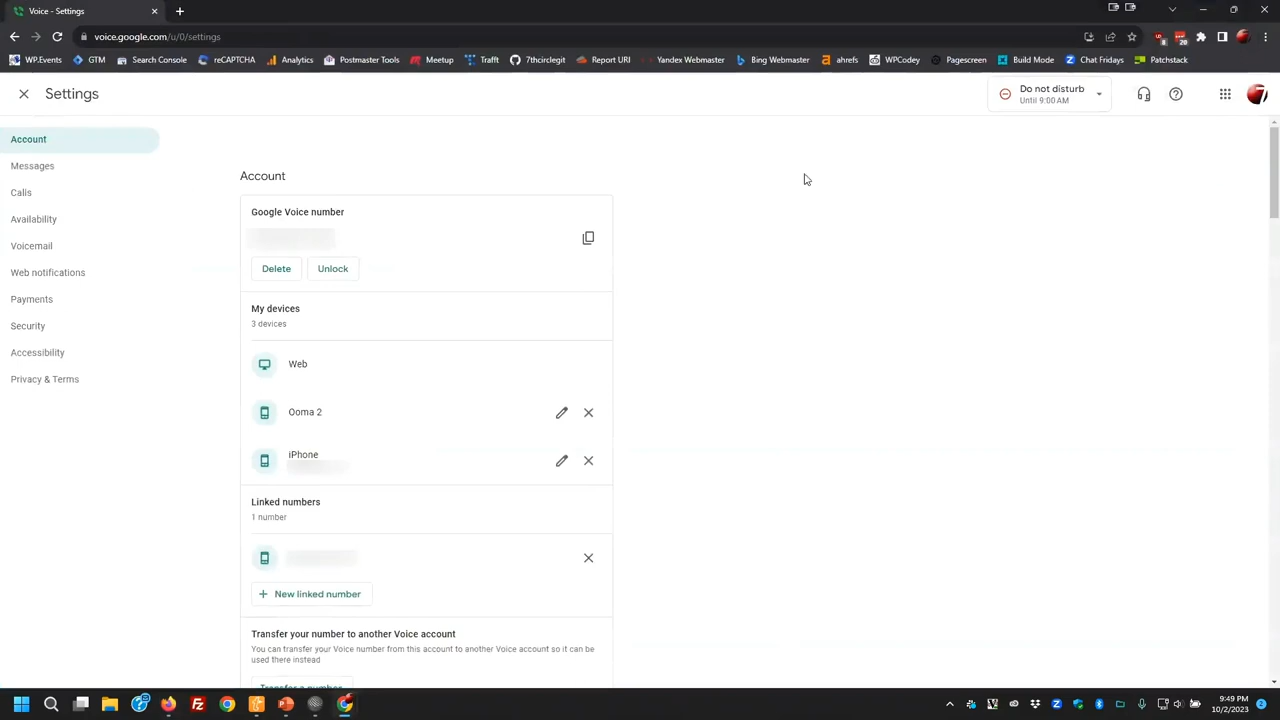 Voice - Settings
voice.google.com/u/0/settings
WP.Events
GTM
Search Console
reCAPTCHA
Analytics
Postmaster Tools
Meetup
Trafft
7thcirclegit
Report URI
Yandex Webmaster
Bing Webmaster
ahrefs
WPCodey
Pagescreen
Build Mode
Chat Fridays
Patchstack
Settings
Do not disturb
Until 9:00 AM
Account
Messages
Calls
Availability
Voicemail
Web notifications
Payments
Security
Accessibility
Privacy & Terms
Account
Google Voice number
Delete
Unlock
My devices
3 devices
Web
Ooma 2
iPhone
Linked numbers
1 number
+ New linked number
Transfer your number to another Voice account
You can transfer your Voice number from this account to another Voice account so it can be
used there instead
Transfer a number
9:49 PM
10/2/2023